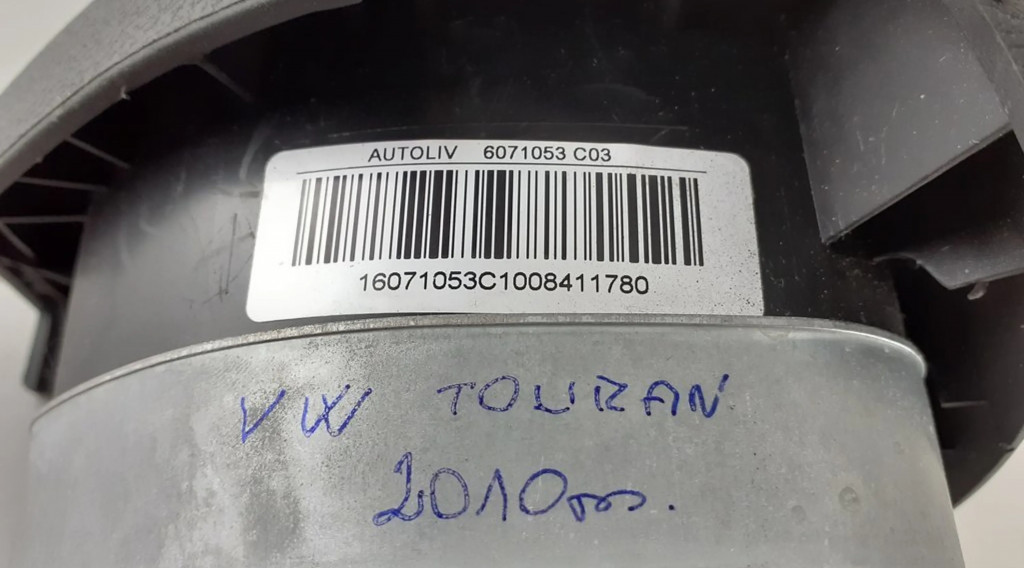 AUTOLIV 6071053 C03
16071053C1008411780
VW TOURAN
2010m.